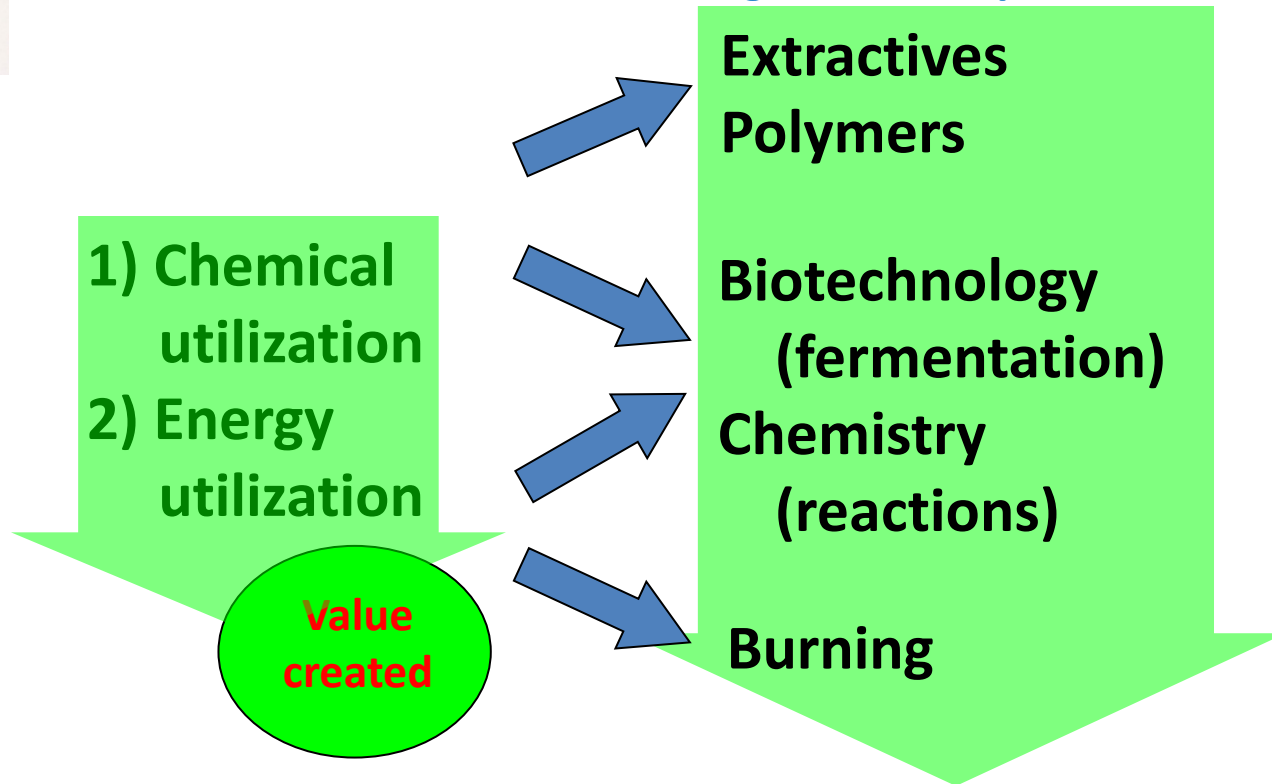 1) Chemical
utilization
2) Energy
utilization
Value
created
Extractives
Polymers
Biotechnology
(fermentation)
Chemistry
(reactions)
Burning